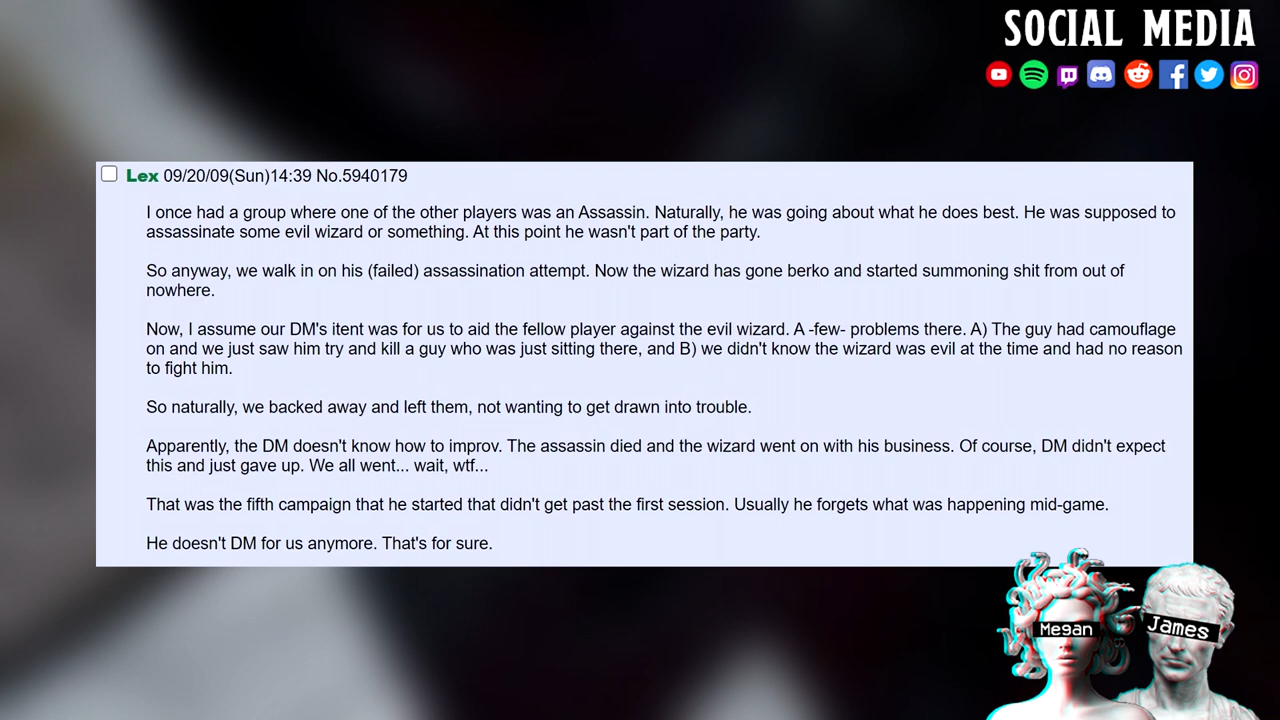 SOCIAL MEDIA
Lex 09/20/09(Sun)14:39 No.5940179
I once had a group where one of the other players was an Assassin. Naturally, he was going about what he does best. He was supposed to
assassinate some evil wizard or something. At this point he wasn't part of the party.
So anyway, we walk in on his (failed) assassination attempt. Now the wizard has gone berko and started summoning shit from out of
nowhere.
Now, I assume our DM's itent was for us to aid the fellow player against the evil wizard. A -few- problems there. A) The guy had camouflage
on and we just saw him try and kill a guy who was just sitting there, and B) we didn't know the wizard was evil at the time and had no reason
to fight him.
So naturally, we backed away and left them, not wanting to get drawn into trouble.
Apparently, the DM doesn't know how to improv. The assassin died and the wizard went on with his business. Of course, DM didn't expect
this and just gave up. We all went... wait, wtf...
That was the fifth campaign that he started that didn't get past the first session. Usually he forgets what was happening mid-game.
He doesn't DM for us anymore. That's for sure.
Megan
James